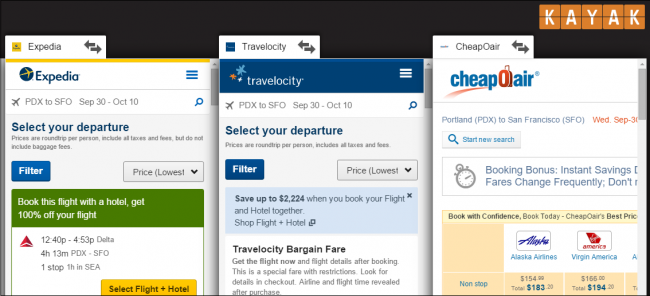 KAYAK
Expedia
Travelocity
CheapOair
Expedia
PDX to SFO Sep 30 - Oct 10
Select your departure
Prices are roundtrip per person, include all taxes and fees, but do not
include baggage fees.
Filter
Price (Lowest
Book this flight with a hotel, get
100% off your flight
12:40p - 4:53p Delta
4h 13m PDX - SFO
1 stop 1h in SEA
Select Flight + Hotel
travelocity
PDX to SFO Sep 30 - Oct 10
Select your departure
Prices are roundtrip per person, includes all taxes and fees.
Filter
Price (Lowest
Save up to $2,224 when you book your Flight
and Hotel together.
Shop Flight + Hotel
Travelocity Bargain Fare
Get the flight now and flight details after booking.
This is a special fare with restrictions. Look for
details in checkout. Airline and flight time revealed
after purchase.
cheapOair
Portland (PDX) to San Francisco (SFO) Wed. Sep-30
Start new search
Booking Bonus: Instant Savings D
Fares Change Frequently; Don't r
Book with Confidence, Book Today - CheapOair's Best Price
Alaska
america
Alaska Airlines
Virgin America
Non stop
$154.98
$166.00
Total $183.20
Total $194.20
T